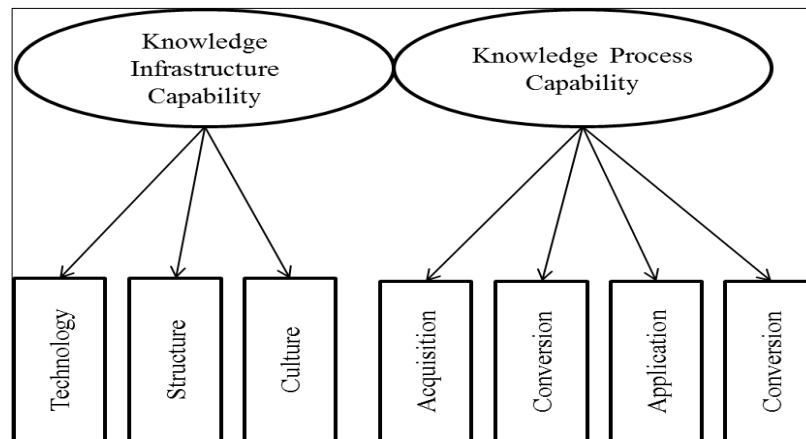 Knowledge
Infrastructure
Capability
Knowledge Process
Capability
Technology
Structure
Culture
Acquisition
Conversion
Application
Conversion